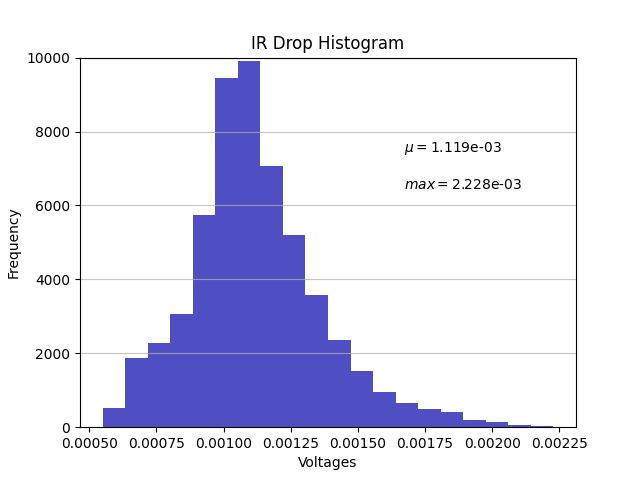 IR Drop Histogram
10000
8000
6000
4000
2000
0
Frequency
μ = 1.119e-03
max = 2.228e-03
0.00050 0.00075 0.00100 0.00125 0.00150 0.00175 0.00200 0.00225
Voltages